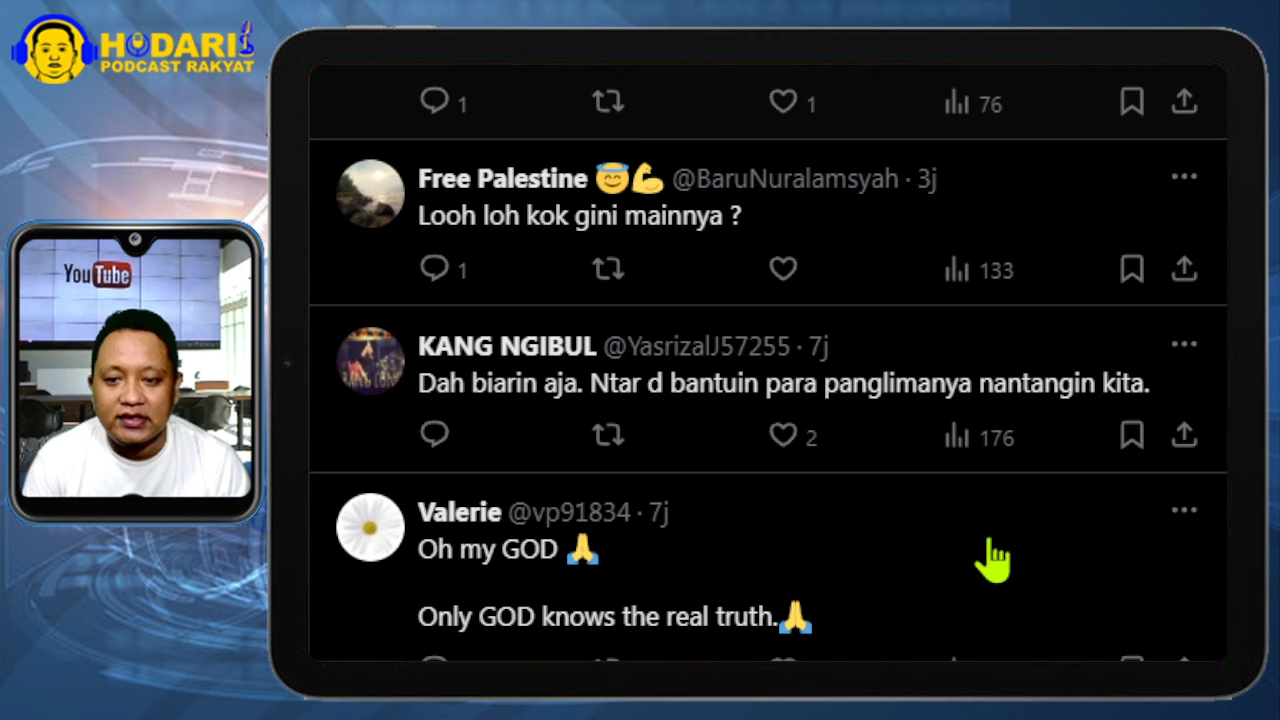 HODARI
PODCAST RAKYAT
YouTube
1
1
76
Free Palestine 😇💪 @BaruNuralamsyah · 3j
Looh loh kok gini mainnya ?
1
133
KANG NGIBUL @YasrizalJ57255 · 7j
Dah biarin aja. Ntar d bantuin para panglimanya nantangin kita.
2
176
Valerie @vp91834 · 7j
Oh my GOD 🙏
Only GOD knows the real truth.🙏